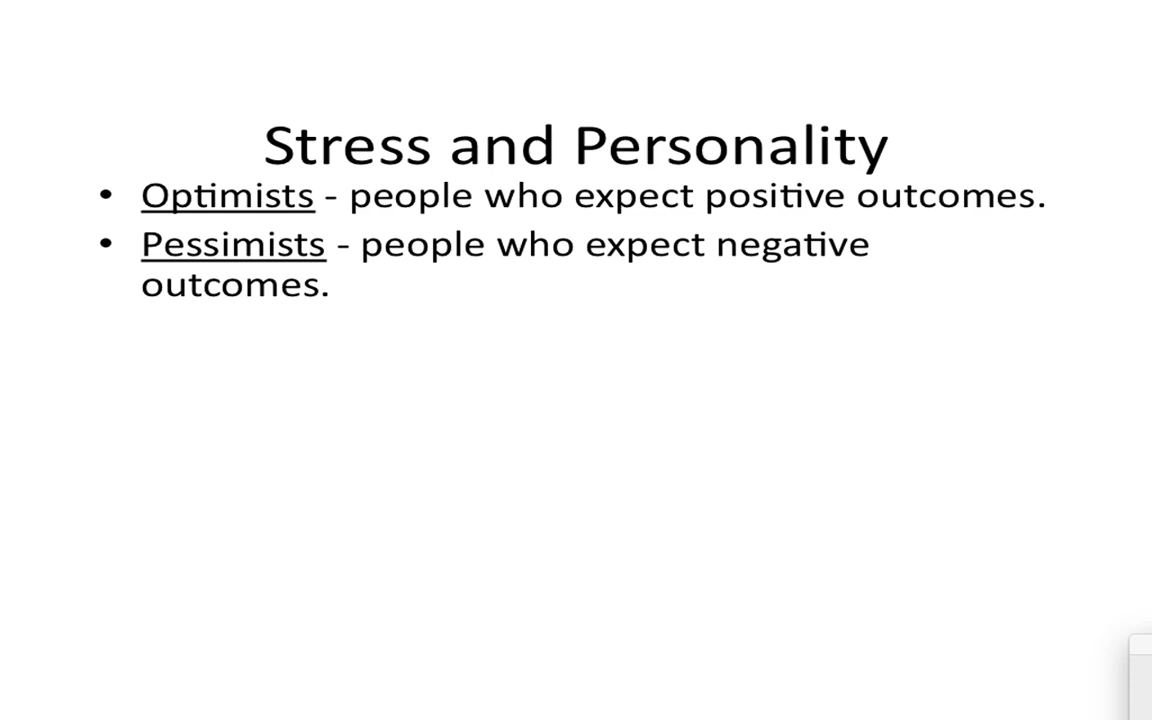 Stress and Personality
• Optimists - people who expect positive outcomes.
• Pessimists - people who expect negative
outcomes.